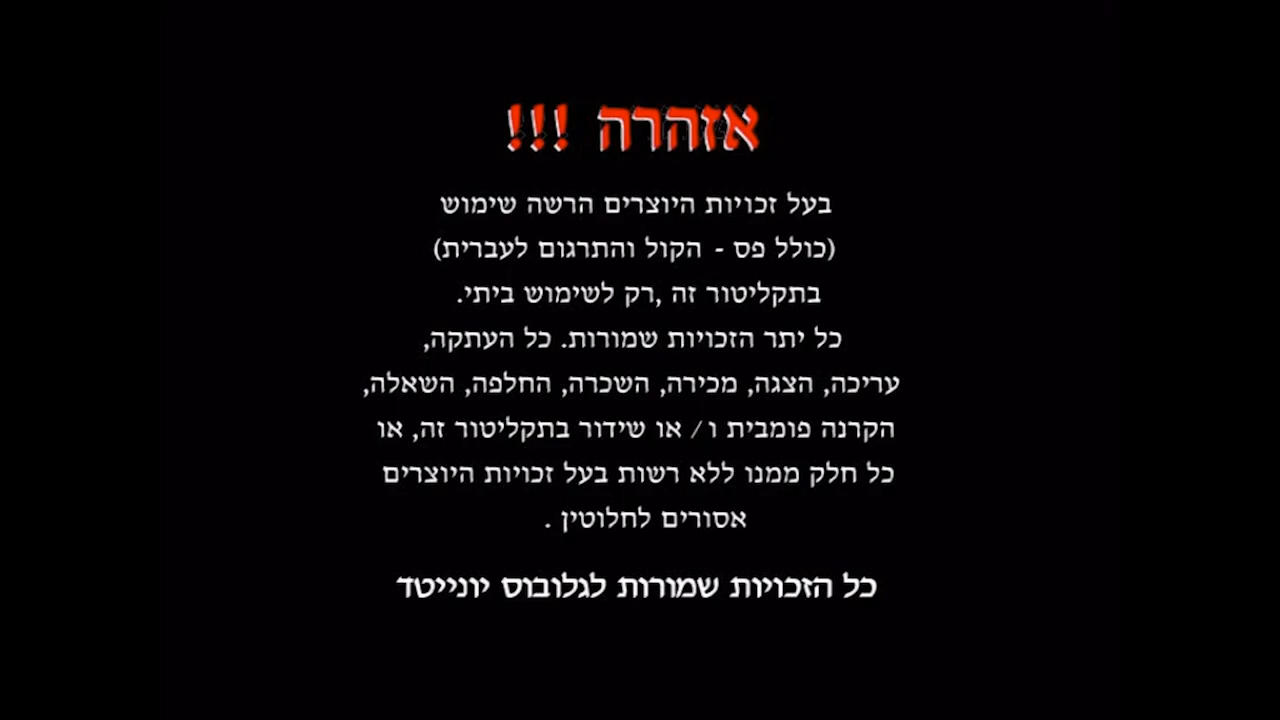 אזהרה !!!
בעל זכויות היוצרים הרשה שימוש
(כולל פס - הקול והתרגום לעברית)
בתקליטור זה ,רק לשימוש ביתי.
כל יתר הזכויות שמורות. כל העתקה,
עריכה, הצגה, מכירה, השכרה, החלפה, השאלה,
הקרנה פומבית ו / או שידור בתקליטור זה, או
כל חלק ממנו ללא רשות בעל זכויות היוצרים
אסורים לחלוטין .
כל הזכויות שמורות לגלובוס יונייטד